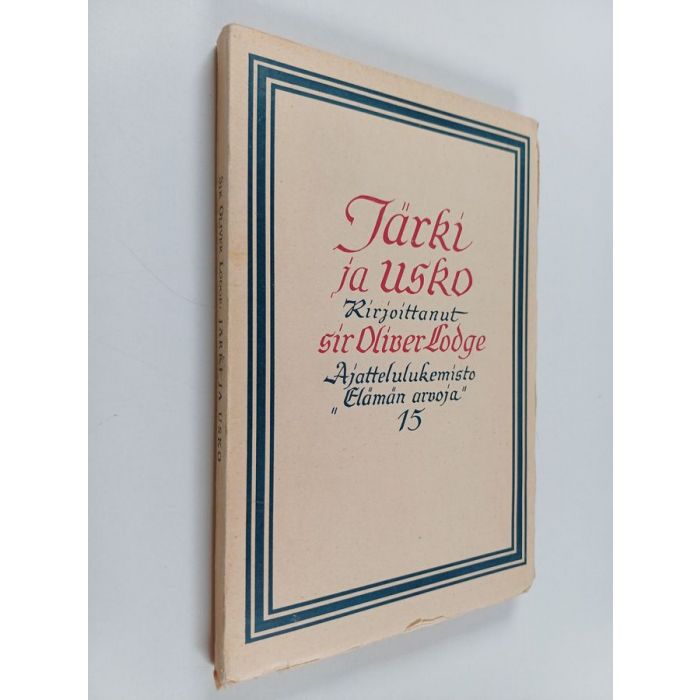 Järki
ja usko
Kirjoittanut
sir Oliver Lodge
Ajattelulukemisto
„Elämän arvoja”
15
SIR OLIVER LODGE: JÄRKI JA USKO